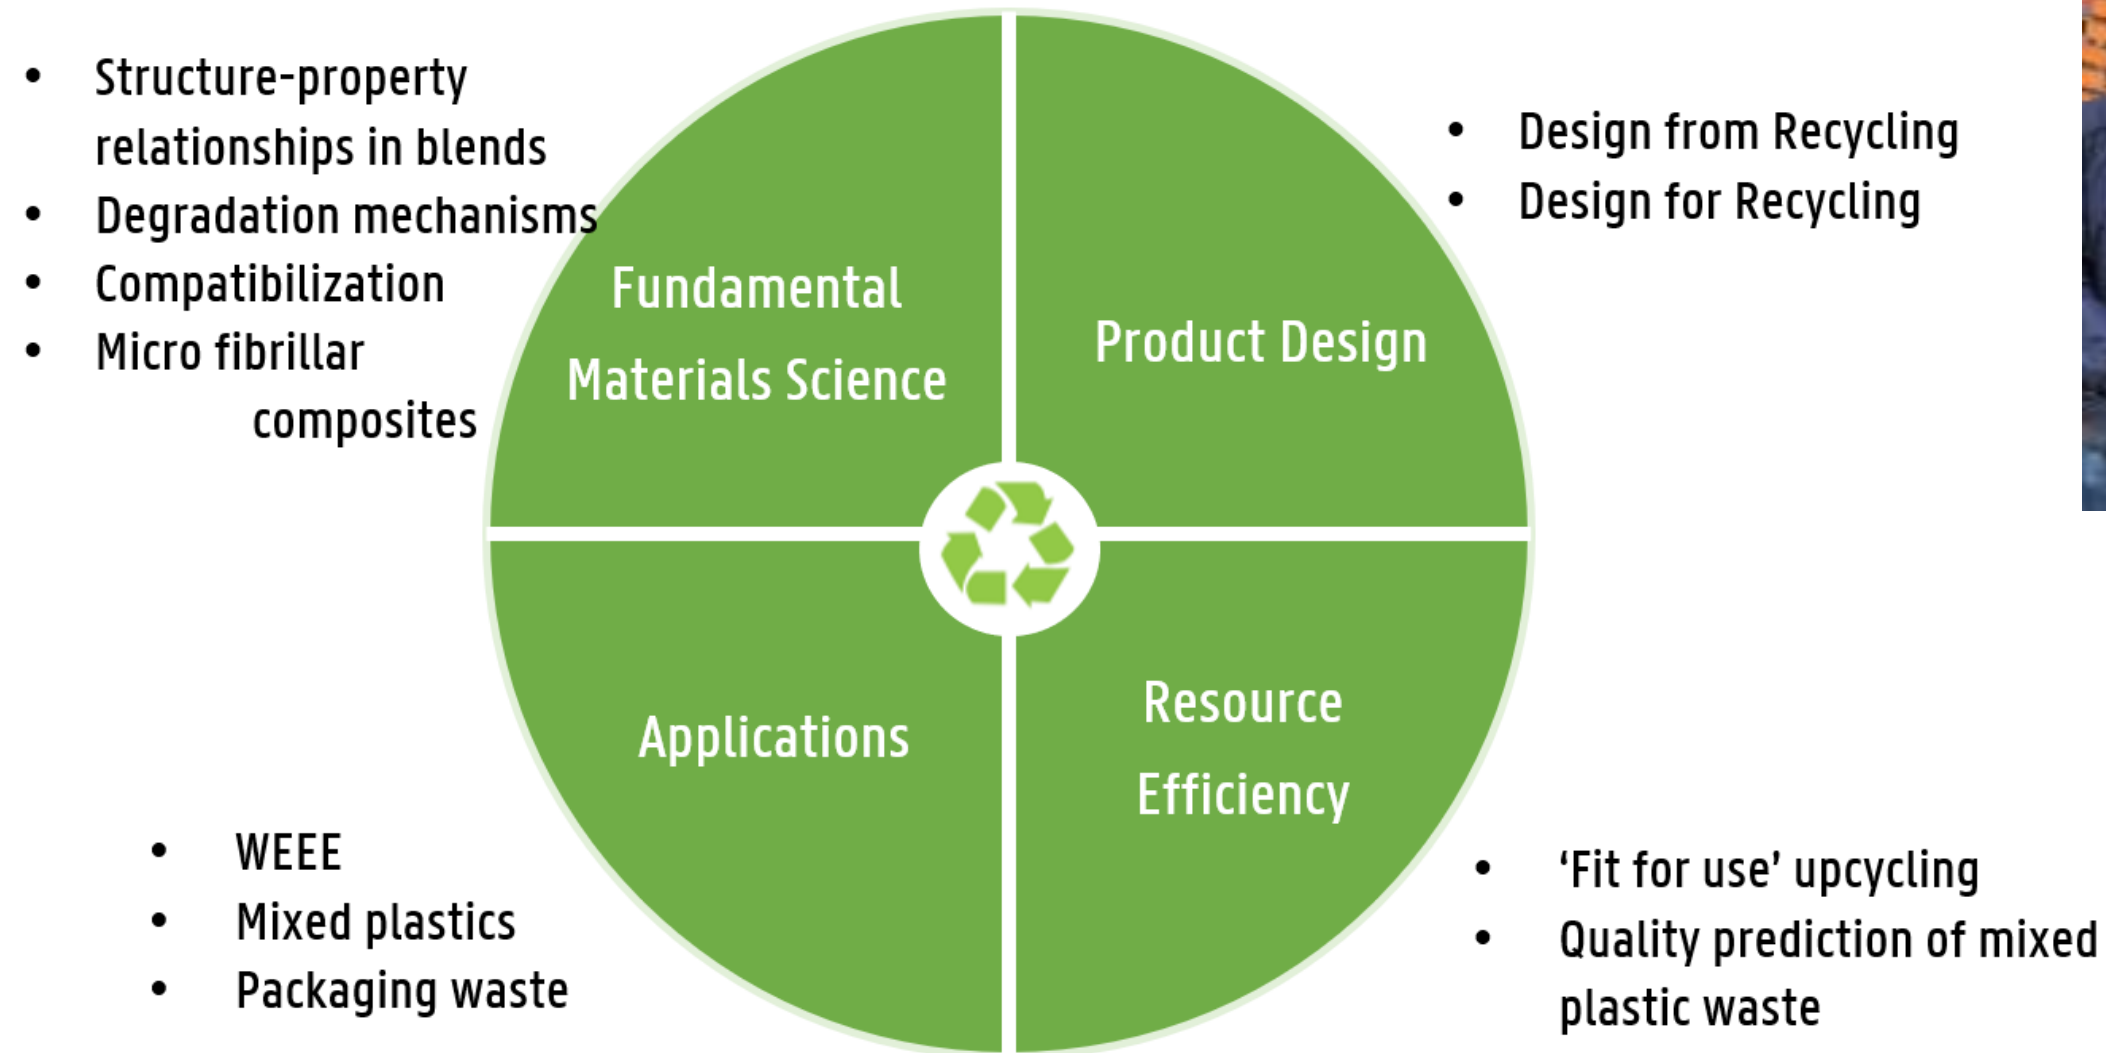 • Structure-property
relationships in blends
• Degradation mechanisms
• Compatibilization
• Micro fibrillar
composites
Fundamental
Materials Science
Product Design
• Design from Recycling
• Design for Recycling
Applications
• WEEE
• Mixed plastics
• Packaging waste
Resource
Efficiency
• ‘Fit for use’ upcycling
• Quality prediction of mixed
plastic waste